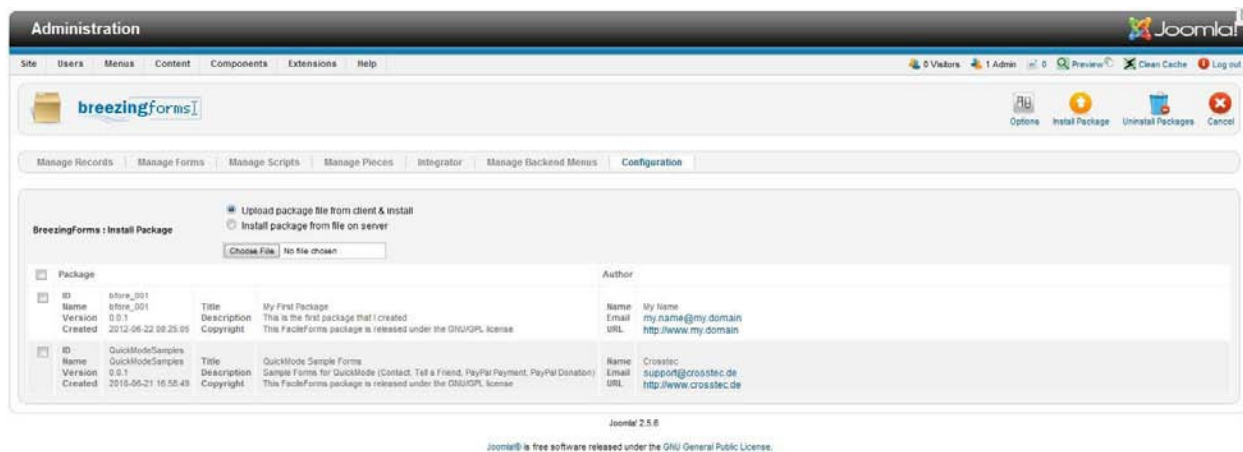 Administration
Joomla!
Site Users Menus Content Components Extensions Help
0 Visitors 1 Admin 0 Preview Clean Cache Log out
breezingforms
Options Install Package Uninstall Packages Cancel
Manage Records Manage Forms Manage Scripts Manage Pieces Integrator Manage Backend Menus Configuration
Upload package file from client & install
BreezingForms : Install Package
Install package from file on server
Choose File No file chosen
Package Author
ID bfore_001
Name bfore_001 Title My First Package Name My Name
Version 0.0.1 Description This is the first package that I created Email my.name@my.domain
Created 2012-06-22 08:25:05 Copyright This FacileForms package is released under the GNU/GPL license URL http://www.my.domain
ID QuickModeSamples
Name QuickModeSamples Title QuickMode Sample Forms Name Crosstec
Version 0.0.1 Description Sample Forms for QuickMode (Contact, Tell a Friend, PayPal Payment, PayPal Donation) Email support@crosstec.de
Created 16:58:49 Copyright This FacileForms package is released under the GNU/GPL license URL http://www.crosstec.de
Joomla! 2.5.6
Joomla!® is free software released under the GNU General Public License.